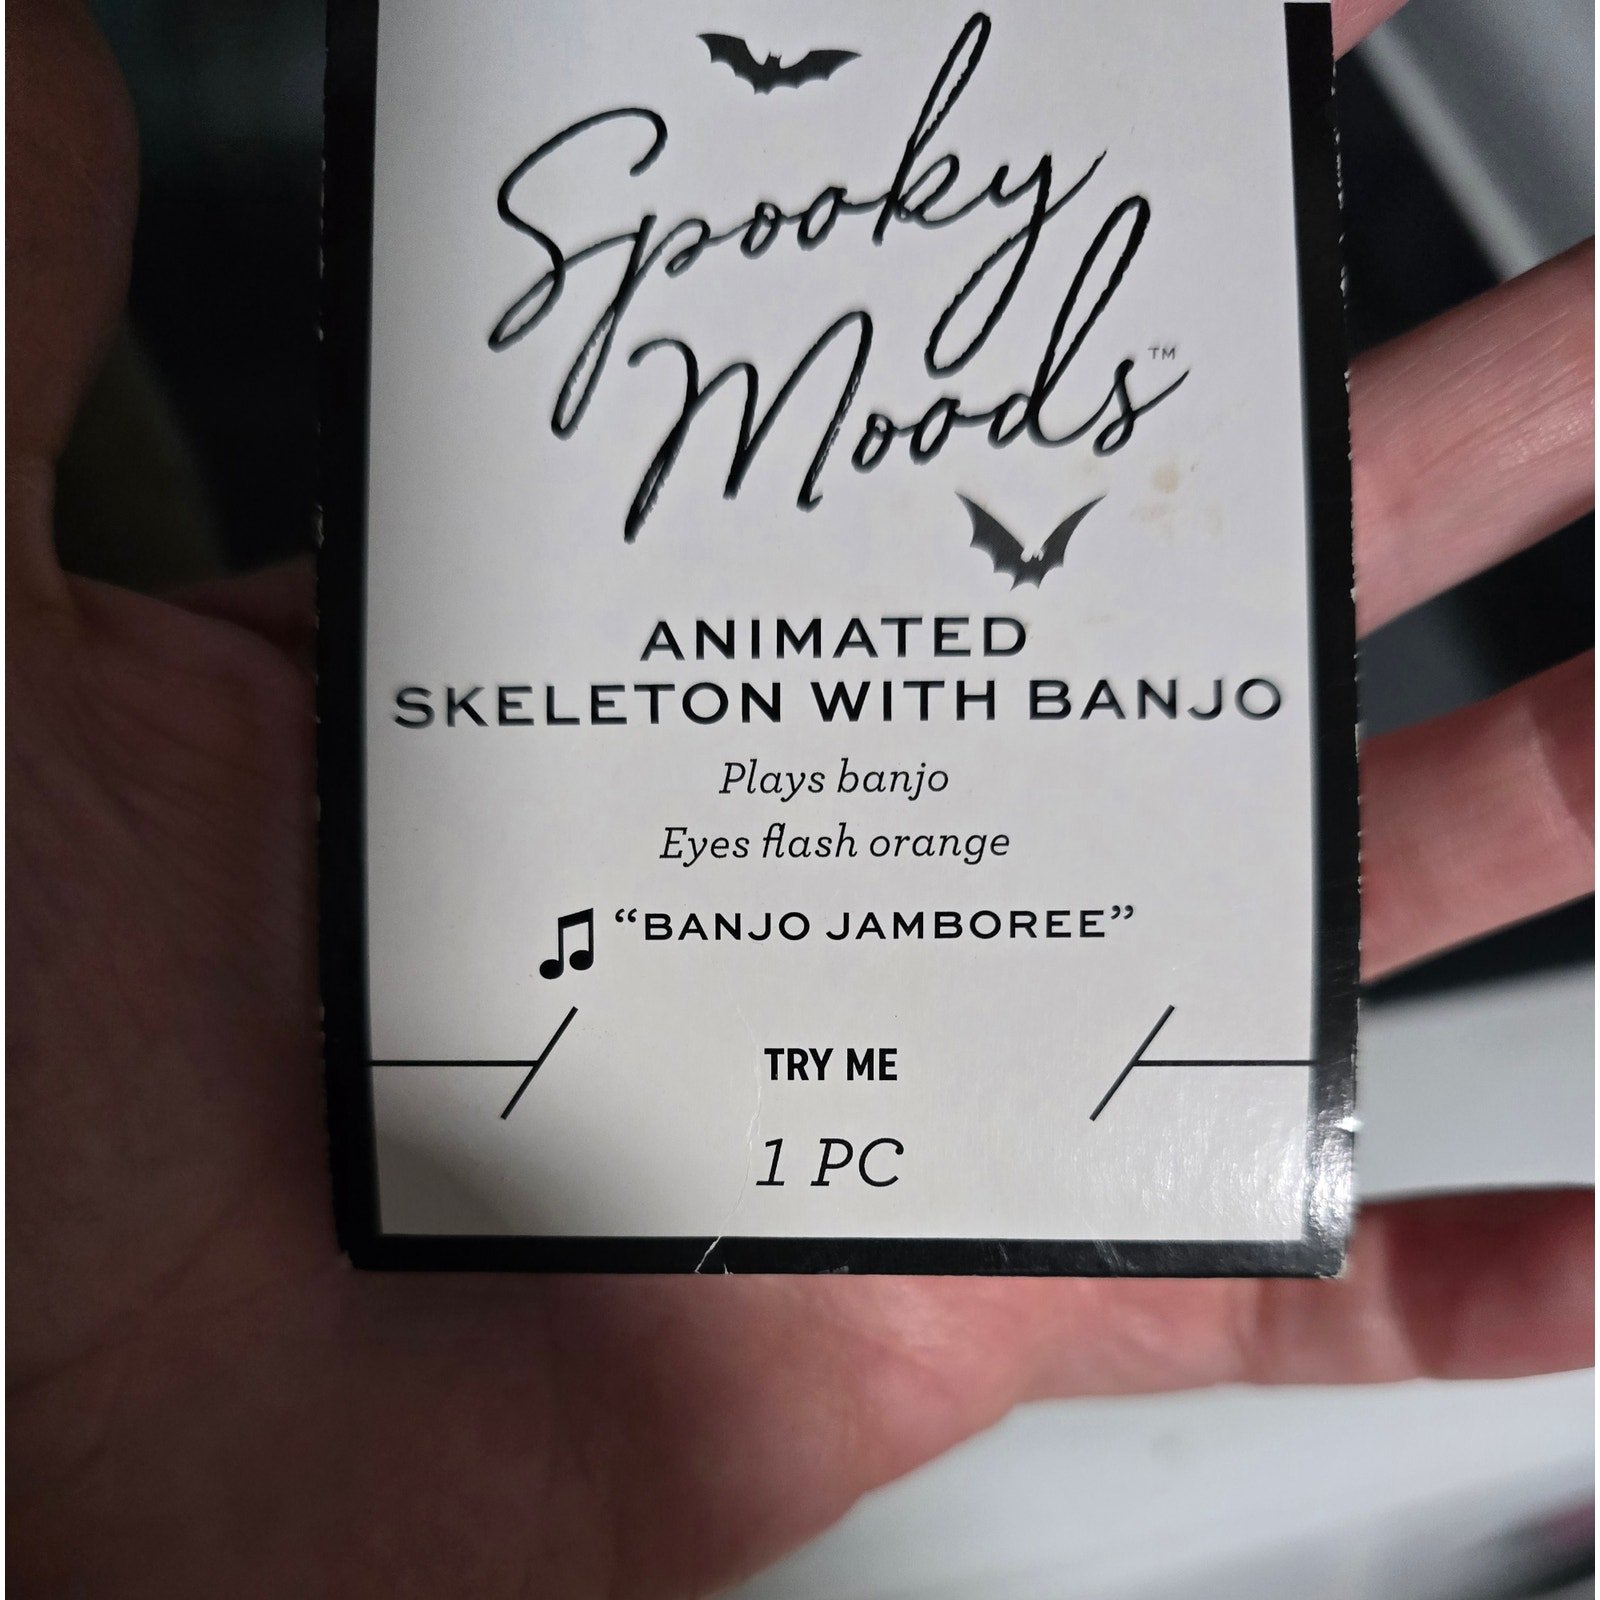 Spooky
Moods™
ANIMATED
SKELETON WITH BANJO
Plays banjo
Eyes flash orange
“BANJO JAMBOREE”
TRY ME
1 PC